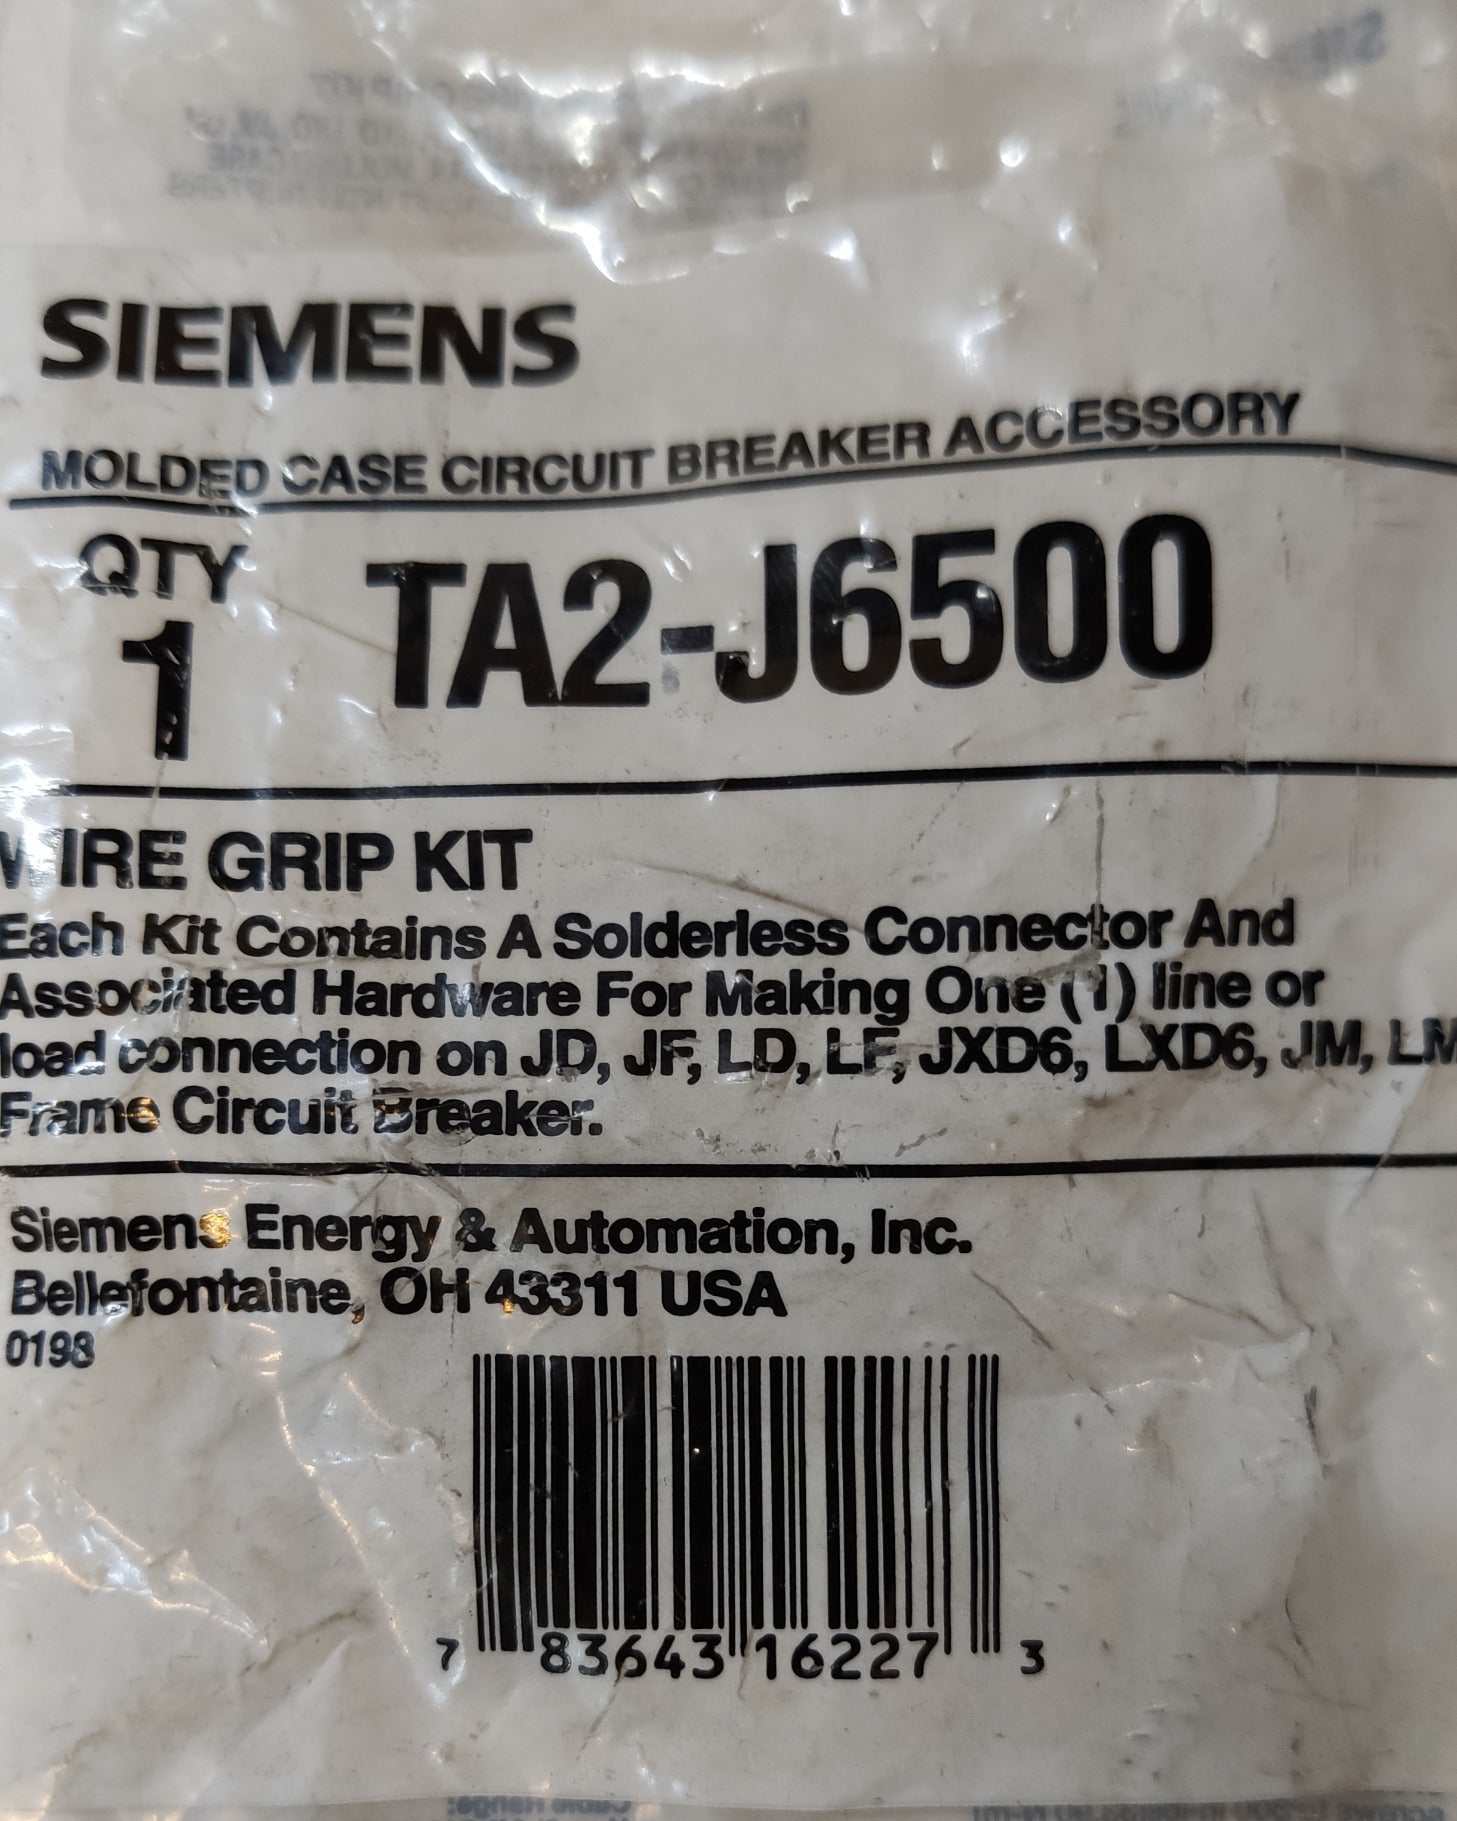 SIEMENS
MOLDED CASE CIRCUIT BREAKER ACCESSORY
QTY
1
TA2-J6500
WIRE GRIP KIT
Each Kit Contains A Solderless Connector And
Associated Hardware For Making One (1) line or
load connection on JD, JF, LD, LF, JXD6, LXD6, JM, LM
Frame Circuit Breaker.
Siemens Energy & Automation, Inc.
Bellefontaine, OH 43311 USA
0198
7 83643 16227 3